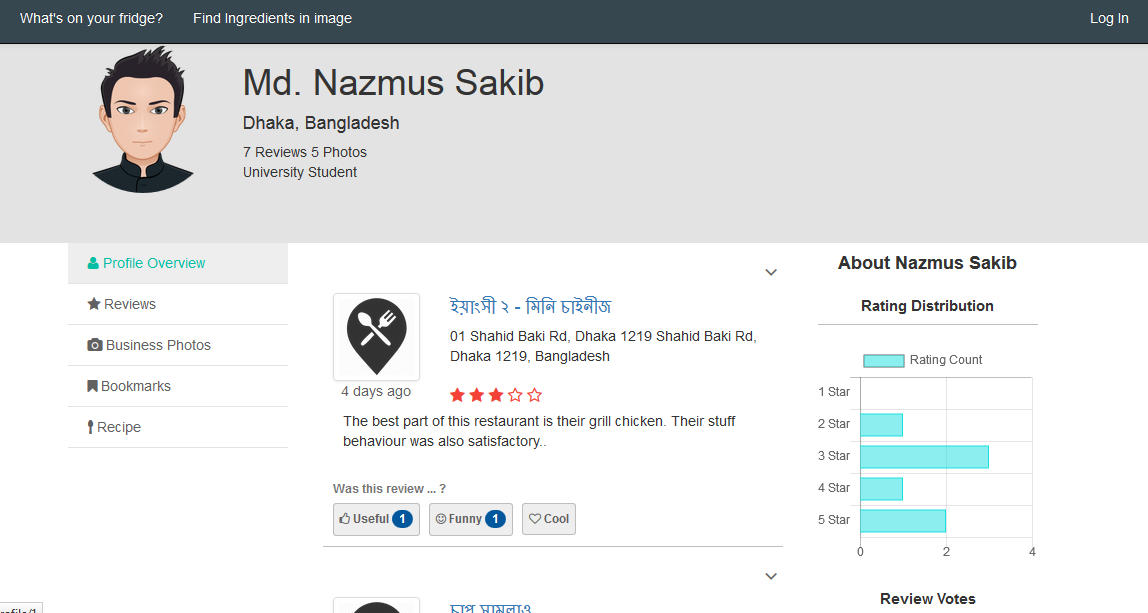 What's on your fridge? Find Ingredients in image Log In
Md. Nazmus Sakib
Dhaka, Bangladesh
7 Reviews 5 Photos
University Student
Profile Overview
Reviews
Business Photos
Bookmarks
Recipe
ইয়াংসী ২ - মিনি চাইনীজ
01 Shahid Baki Rd, Dhaka 1219 Shahid Baki Rd,
Dhaka 1219, Bangladesh
4 days ago
The best part of this restaurant is their grill chicken. Their stuff
behaviour was also satisfactory..
Was this review ... ?
Useful 1 Funny 1 Cool
চাপ সামলাও
About Nazmus Sakib
Rating Distribution
Rating Count
1 Star
2 Star
3 Star
4 Star
5 Star
0 2 4
Review Votes